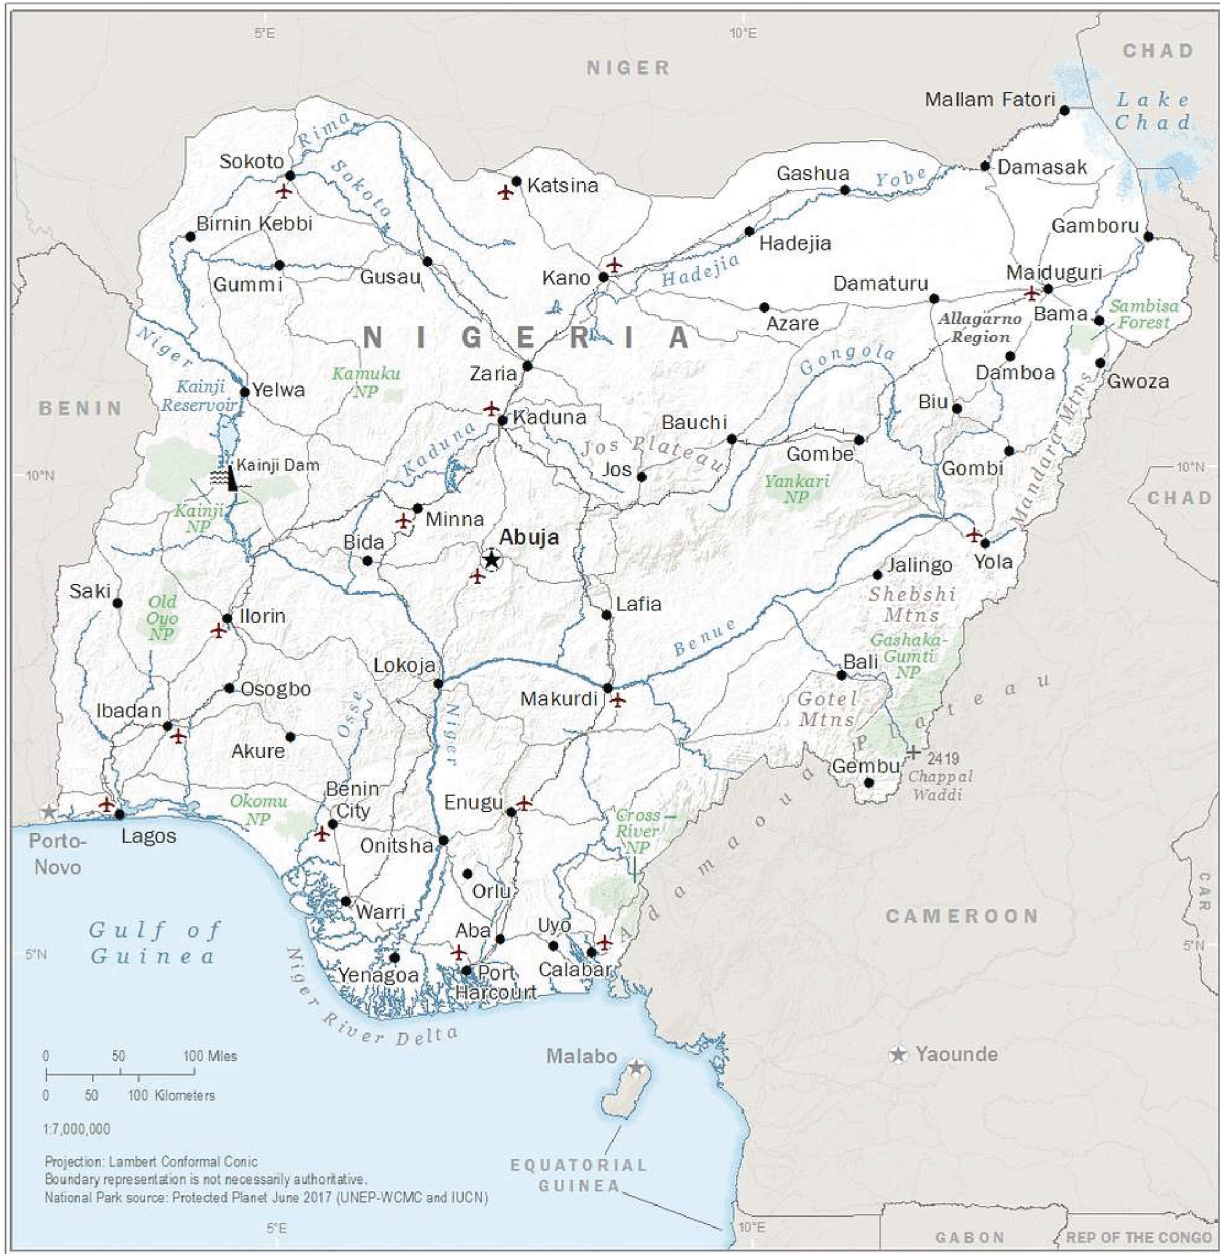 5°E
10°E
CHAD
NIGER
Mallam Fatori
Lake
Chad
Rima
Sokoto
Katsina
Gashua
Yobe
Damasak
Sokoto
Birnin Kebbi
Gamboru
Hadejia
Gummi
Gusau
Kano
Hadejia
Maiduguri
Damaturu
Azare
Allagarno
Region
Bama
Sambisa
Forest
NIGERIA
Niger
Kainji
Reservoir
Yelwa
Kamuku
NP
Zaria
Gongola
Damboa
Gwoza
BENIN
Kaduna
Kaduna
Bauchi
Biu
Jos Plateau
Jos
Gombe
Gombi
Mandara Mtns
10°N
Kainji Dam
10°N
Yankari
NP
CHAD
Kainji
NP
Minna
Abuja
Bida
Yola
Jalingo
Saki
Old
Oyo
NP
Ilorin
Lafia
Shebshi
Mtns
Benue
Gashaka-
Gumti
NP
Lokoja
Bali
Osogbo
Makurdi
Ibadan
Osse
Niger
Gotel
Mtns
Akure
Gembu
2419
Chappal
Waddi
Adamaoua Plateau
Okomu
NP
Benin
City
Enugu
Cross
River
NP
Lagos
Porto-
Novo
Onitsha
Orlu
Warri
CAR
CAMEROON
Gulf of
Guinea
Aba
Uyo
5°N
5°N
Yenagoa
Port
Harcourt
Calabar
Niger River Delta
0 50 100 Miles
0 50 100 Kilometers
Malabo
Yaounde
1:7,000,000
Projection: Lambert Conformal Conic
Boundary representation is not necessarily authoritative.
National Park source: Protected Planet June 2017 (UNEP-WCMC and IUCN)
EQUATORIAL
GUINEA
5°E
10°E
GABON
REP OF THE CONGO